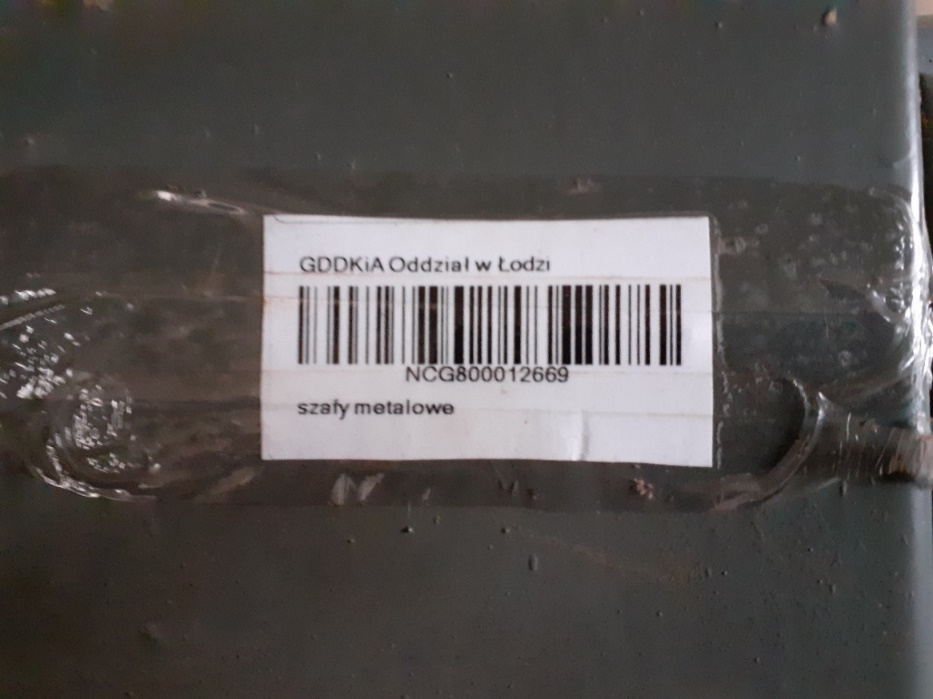 GDDKiA Oddział w Łodzi
NCG800012669
szafy metalowe